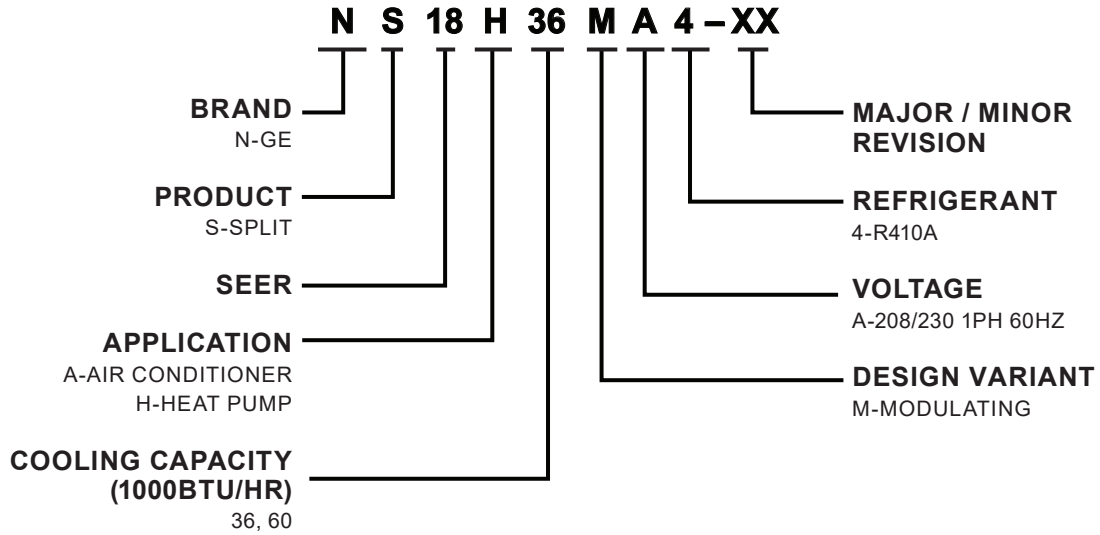 N S 18 H 36 M A 4 – XX
BRAND
N-GE
PRODUCT
S-SPLIT
SEER
APPLICATION
A-AIR CONDITIONER
H-HEAT PUMP
COOLING CAPACITY
(1000BTU/HR)
36, 60
MAJOR / MINOR
REVISION
REFRIGERANT
4-R410A
VOLTAGE
A-208/230 1PH 60HZ
DESIGN VARIANT
M-MODULATING